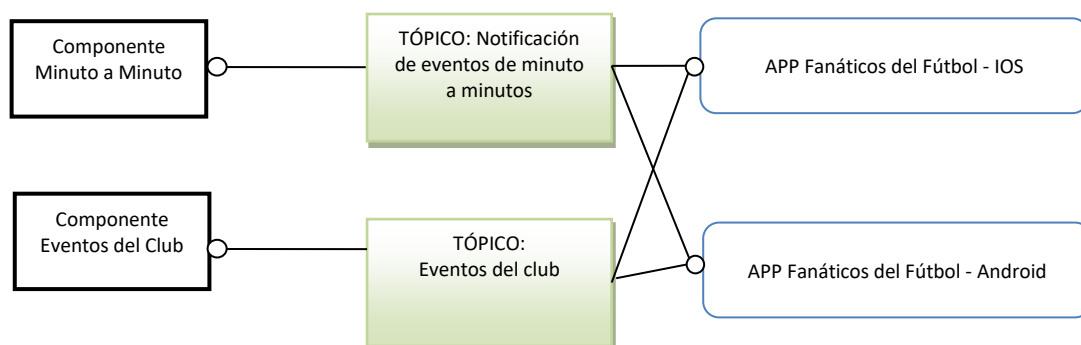 Componente
Minuto a Minuto
TÓPICO: Notificación
de eventos de minuto
a minutos
APP Fanáticos del Fútbol - IOS
Componente
Eventos del Club
TÓPICO:
Eventos del club
APP Fanáticos del Fútbol - Android